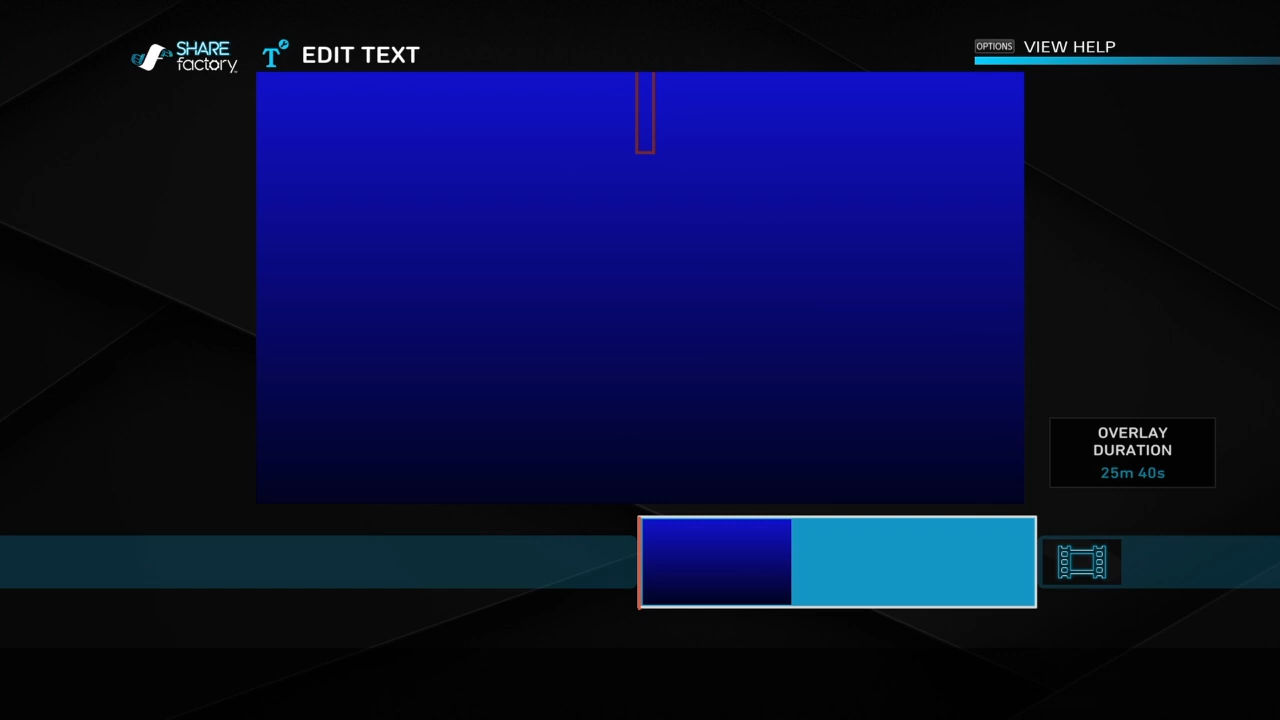 SHARE
factory
EDIT TEXT
OPTIONS VIEW HELP
OVERLAY
DURATION
25m 40s